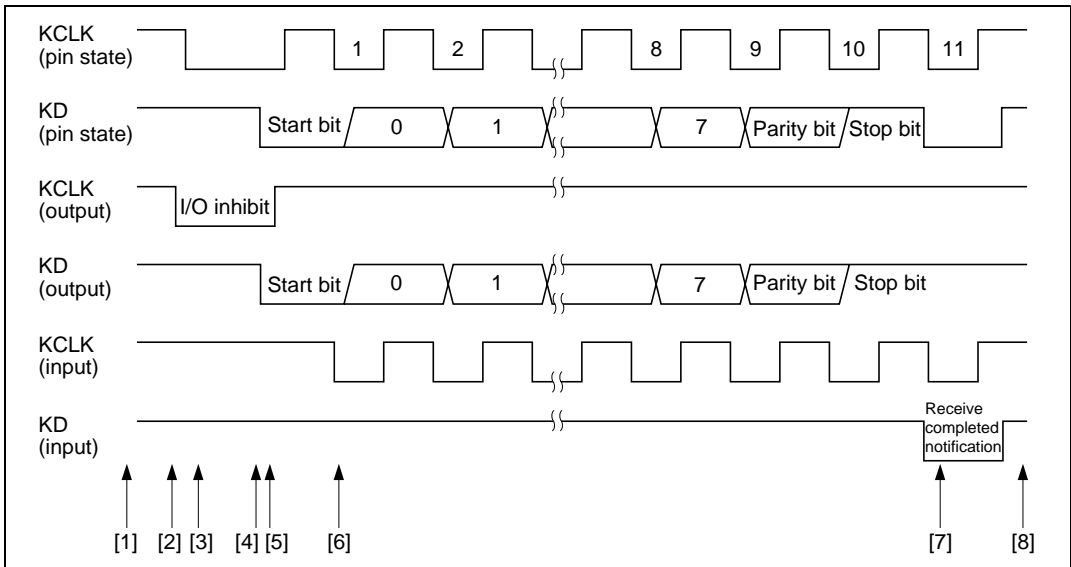 KCLK
(pin state)
1 2 8 9 10 11
KD
(pin state)
Start bit 0 1 7 Parity bit Stop bit
KCLK
(output)
I/O inhibit
KD
(output)
Start bit 0 1 7 Parity bit Stop bit
KCLK
(input)
KD
(input)
Receive
completed
notification
[1] [2] [3] [4] [5] [6] [7] [8]